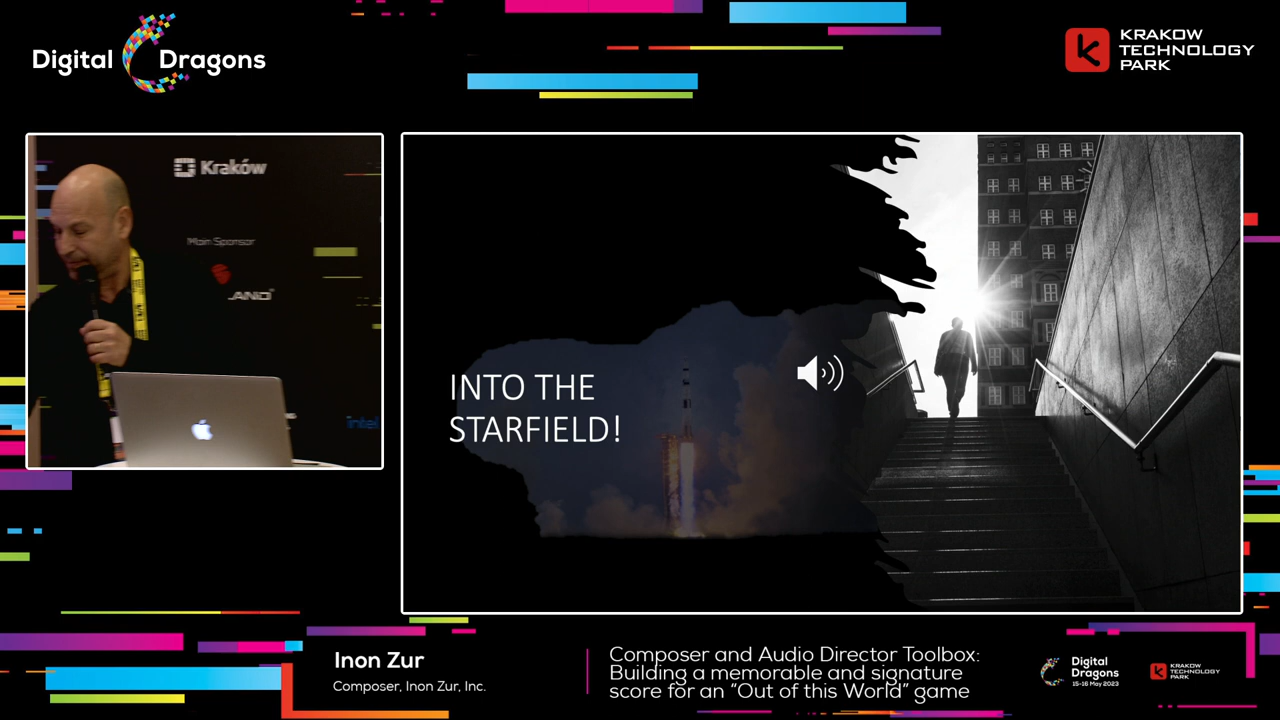 Digital Dragons
KRAKOW
TECHNOLOGY
PARK
Kraków
Main Sponsor
intel
INTO THE
STARFIELD!
Inon Zur
Composer, Inon Zur, Inc.
Composer and Audio Director Toolbox:
Building a memorable and signature
score for an “Out of this World” game
Digital
Dragons
15-16 May 2023
KRAKOW
TECHNOLOGY
PARK